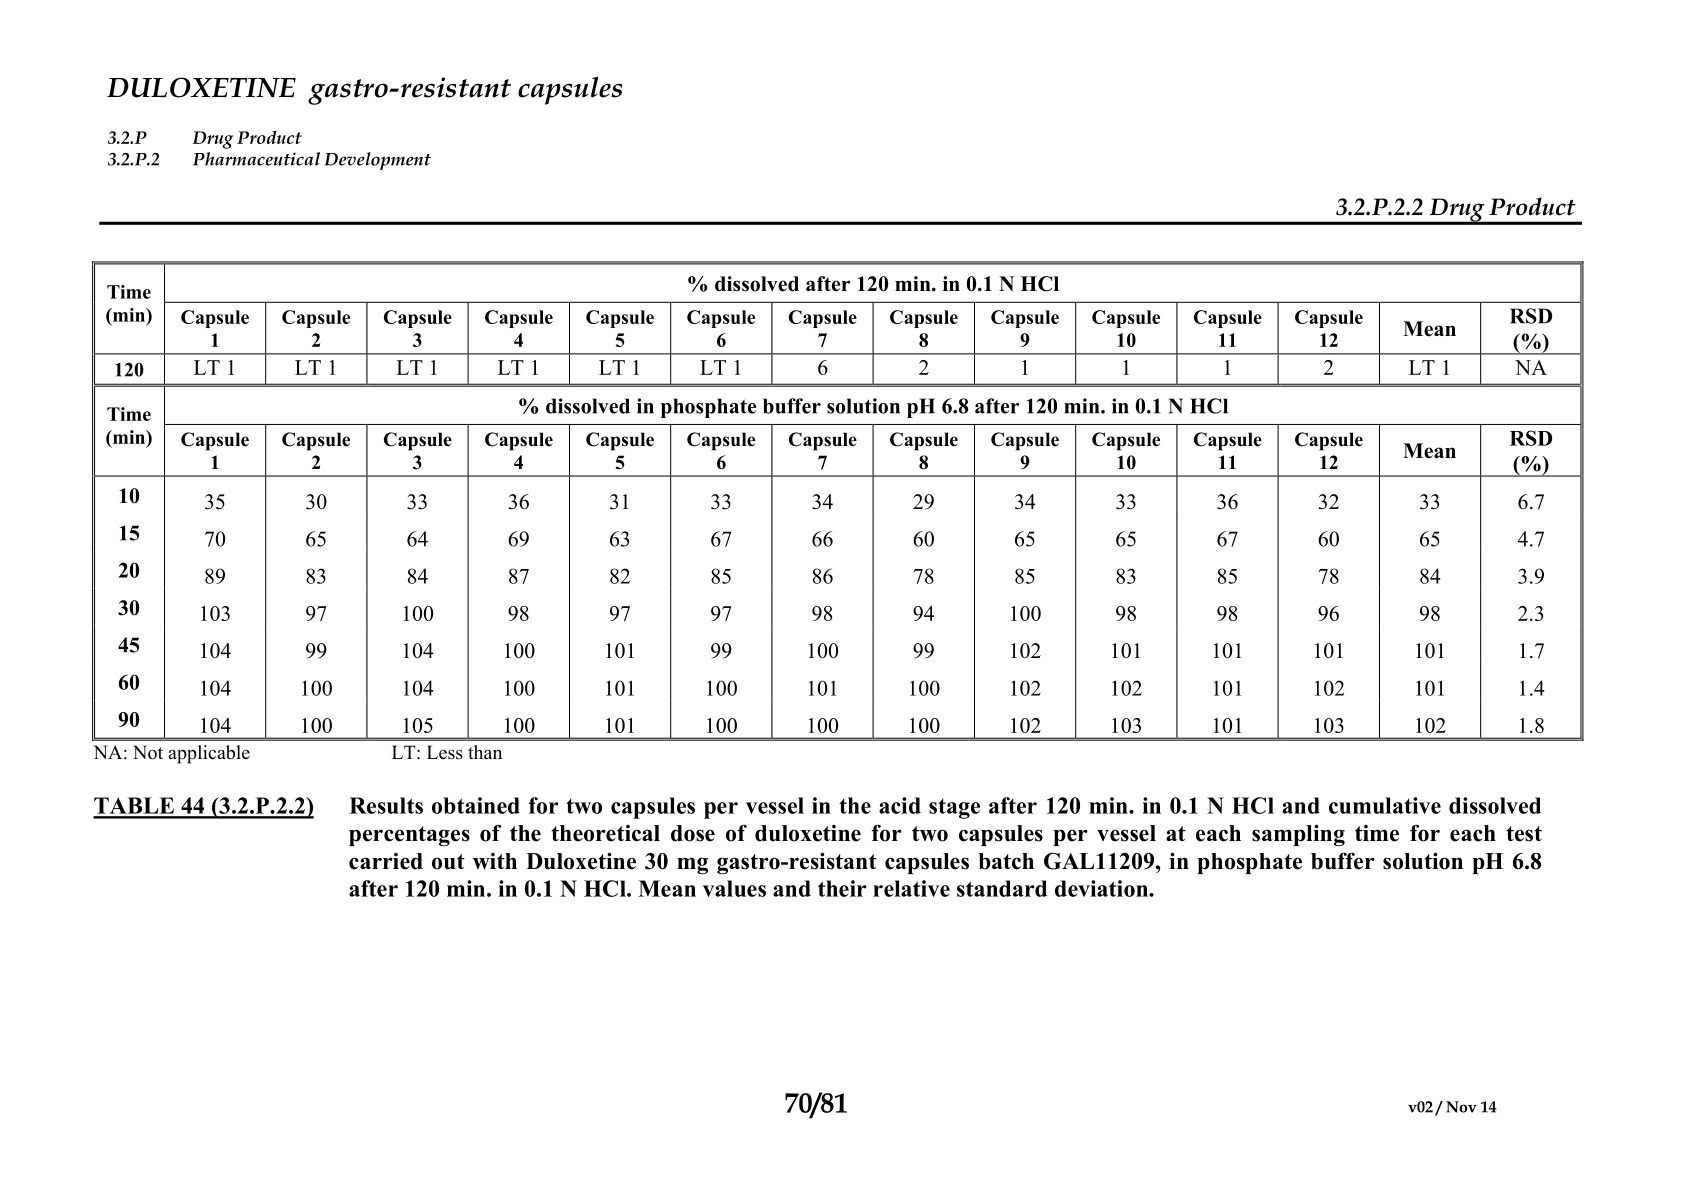 DULOXETINE gastro-resistant capsules
3.2.P Drug Product
3.2.P.2 Pharmaceutical Development
3.2.P.2.2 Drug Product
Time (min) % dissolved after 120 min. in 0.1 N HCl
Capsule 1 Capsule 2 Capsule 3 Capsule 4 Capsule 5 Capsule 6 Capsule 7 Capsule 8 Capsule 9 Capsule 10 Capsule 11 Capsule 12 Mean RSD (%)
120 LT 1 LT 1 LT 1 LT 1 LT 1 LT 1 6 2 1 1 1 2 LT 1 NA
Time (min) % dissolved in phosphate buffer solution pH 6.8 after 120 min. in 0.1 N HCl
Capsule 1 Capsule 2 Capsule 3 Capsule 4 Capsule 5 Capsule 6 Capsule 7 Capsule 8 Capsule 9 Capsule 10 Capsule 11 Capsule 12 Mean RSD (%)
10 35 30 33 36 31 33 34 29 34 33 36 32 33 6.7
15 70 65 64 69 63 67 66 60 65 65 67 60 65 4.7
20 89 83 84 87 82 85 86 78 85 83 85 78 84 3.9
30 103 97 100 98 97 97 98 94 100 98 98 96 98 2.3
45 104 99 104 100 101 99 100 99 102 101 101 101 101 1.7
60 104 100 104 100 101 100 101 100 102 102 101 102 101 1.4
90 104 100 105 100 101 100 100 100 102 103 101 103 102 1.8
NA: Not applicable LT: Less than
TABLE 44 (3.2.P.2.2) Results obtained for two capsules per vessel in the acid stage after 120 min. in 0.1 N HCl and cumulative dissolved
percentages of the theoretical dose of duloxetine for two capsules per vessel at each sampling time for each test
carried out with Duloxetine 30 mg gastro-resistant capsules batch GAL11209, in phosphate buffer solution pH 6.8
after 120 min. in 0.1 N HCl. Mean values and their relative standard deviation.
70/81
v02 / Nov 14